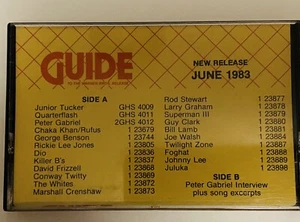 GUIDE
TO THE WARNER BROS. RELEASES
NEW RELEASE
JUNE 1983
SIDE A
Junior Tucker GHS 4009
Quarterflash GHS 4011
Peter Gabriel 2GHS 4012
Chaka Khan/Rufus 1 23679
George Benson 1 23744
Rickie Lee Jones 1 23805
Dio 1 23836
Killer B's 1 23837
David Frizzell 1 23868
Conway Twitty 1 23869
The Whites 1 23872
Marshall Crenshaw 1 23873
Rod Stewart 1 23877
Larry Graham 1 23878
Superman III 1 23879
Guy Clark 1 23880
Bill Lamb 1 23881
Joe Walsh 1 23884
Twilight Zone 1 23887
Foghat 1 23888
Johnny Lee 1 23889
Juluka 1 23898
SIDE B
Peter Gabriel Interview
plus song excerpts